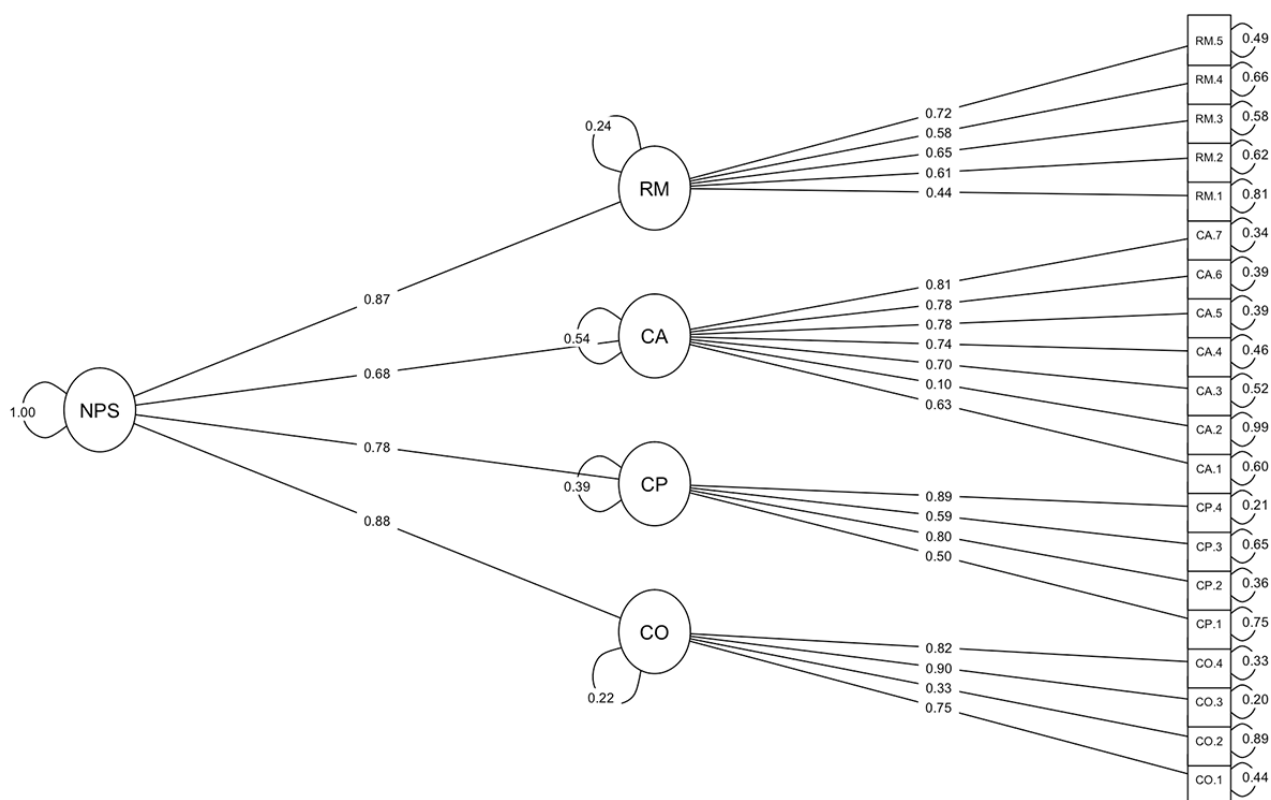 NPS
1.00
0.87
0.68
0.78
0.88
RM
0.24
CA
0.54
CP
0.39
CO
0.22
0.72
0.58
0.65
0.61
0.44
0.81
0.78
0.78
0.74
0.70
0.10
0.63
0.89
0.59
0.80
0.50
0.82
0.90
0.33
0.75
RM.5 0.49
RM.4 0.66
RM.3 0.58
RM.2 0.62
RM.1 0.81
CA.7 0.34
CA.6 0.39
CA.5 0.39
CA.4 0.46
CA.3 0.52
CA.2 0.99
CA.1 0.60
CP.4 0.21
CP.3 0.65
CP.2 0.36
CP.1 0.75
CO.4 0.33
CO.3 0.20
CO.2 0.89
CO.1 0.44